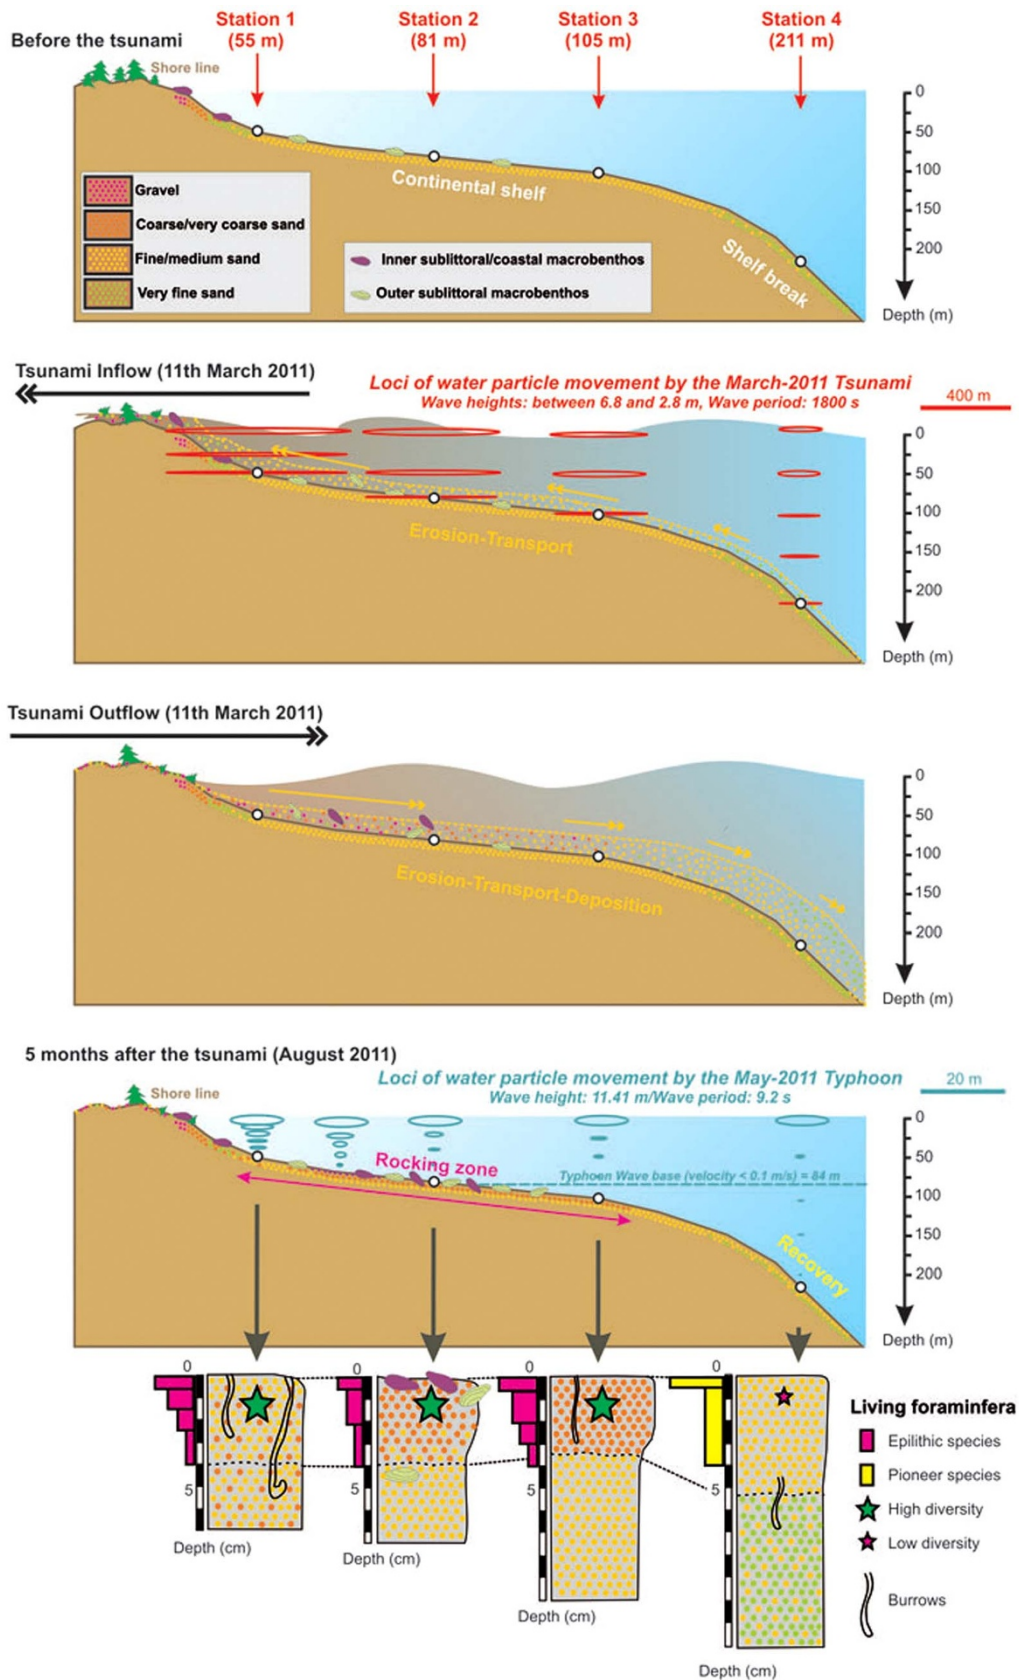 Station 1
(55 m)
Station 2
(81 m)
Station 3
(105 m)
Station 4
(211 m)
Before the tsunami
Shore line
Gravel
Coarse/very coarse sand
Fine/medium sand
Very fine sand
Inner sublittoral/coastal macrobenthos
Outer sublittoral macrobenthos
Continental shelf
Shelf break
0
50
100
150
200
Depth (m)
Tsunami Inflow (11th March 2011)
Loci of water particle movement by the March-2011 Tsunami
Wave heights: between 6.8 and 2.8 m, Wave period: 1800 s
400 m
Erosion-Transport
0
50
100
150
200
Depth (m)
Tsunami Outflow (11th March 2011)
Erosion-Transport-Deposition
0
50
100
150
200
Depth (m)
5 months after the tsunami (August 2011)
Loci of water particle movement by the May-2011 Typhoon
Wave height: 11.41 m/Wave period: 9.2 s
20 m
Shore line
Rocking zone
Typhoon Wave base (velocity < 0.1 m/s) = 84 m
Recovery
0
50
100
150
200
Depth (m)
0
5
Depth (cm)
0
5
Depth (cm)
0
5
Depth (cm)
0
5
Depth (cm)
Living foraminfera
Epilithic species
Pioneer species
High diversity
Low diversity
Burrows